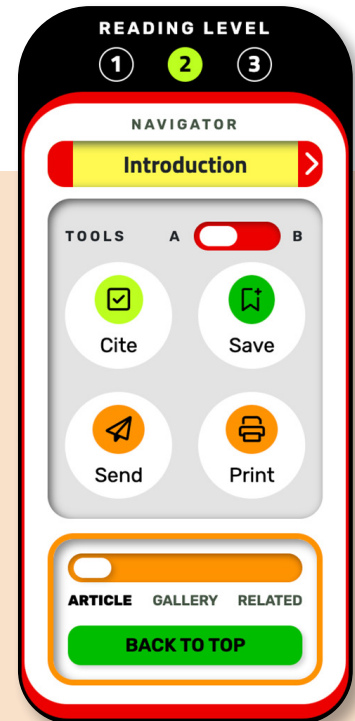 READING LEVEL
1 2 3
NAVIGATOR
Introduction
TOOLS A B
Cite Save
Send Print
ARTICLE GALLERY RELATED
BACK TO TOP